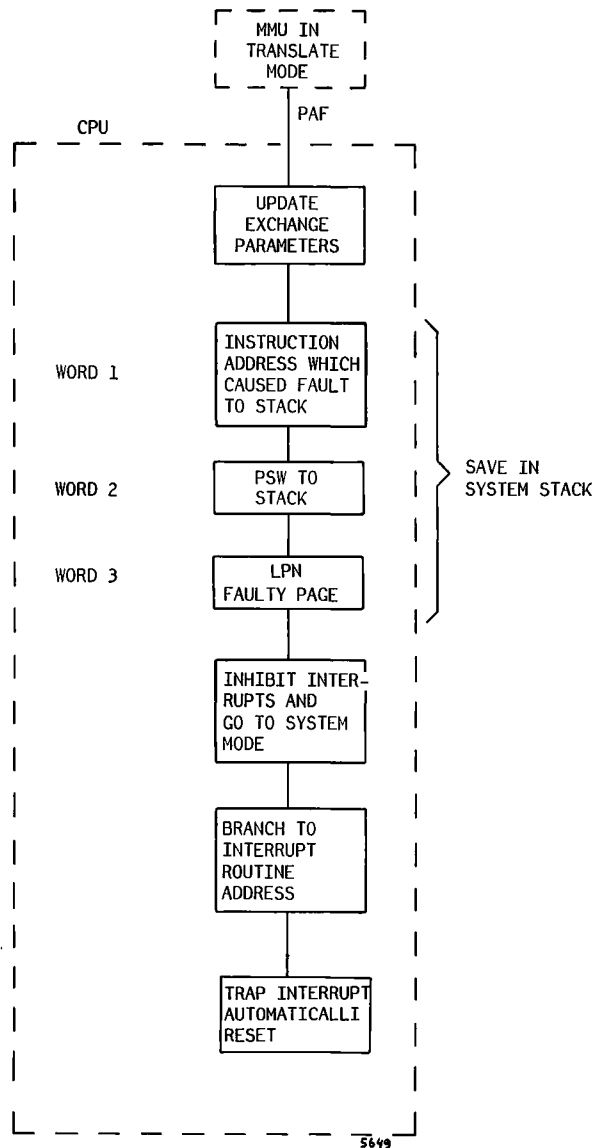 MMU IN
TRANSLATE
MODE
PAF
CPU
UPDATE
EXCHANGE
PARAMETERS
WORD 1
INSTRUCTION
ADDRESS WHICH
CAUSED FAULT
TO STACK
WORD 2
PSW TO
STACK
SAVE IN
SYSTEM STACK
WORD 3
LPN
FAULTY PAGE
INHIBIT INTER-
RUPTS AND
GO TO SYSTEM
MODE
BRANCH TO
INTERRUPT
ROUTINE
ADDRESS
TRAP INTERRUPT
AUTOMATICALLI
RESET
5649